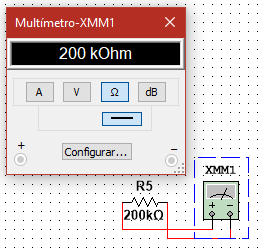 Multímetro-XMM1
200 kOhm
A V Ω dB
+ -
Configurar...
XMM1
R5
200kΩ
+ -